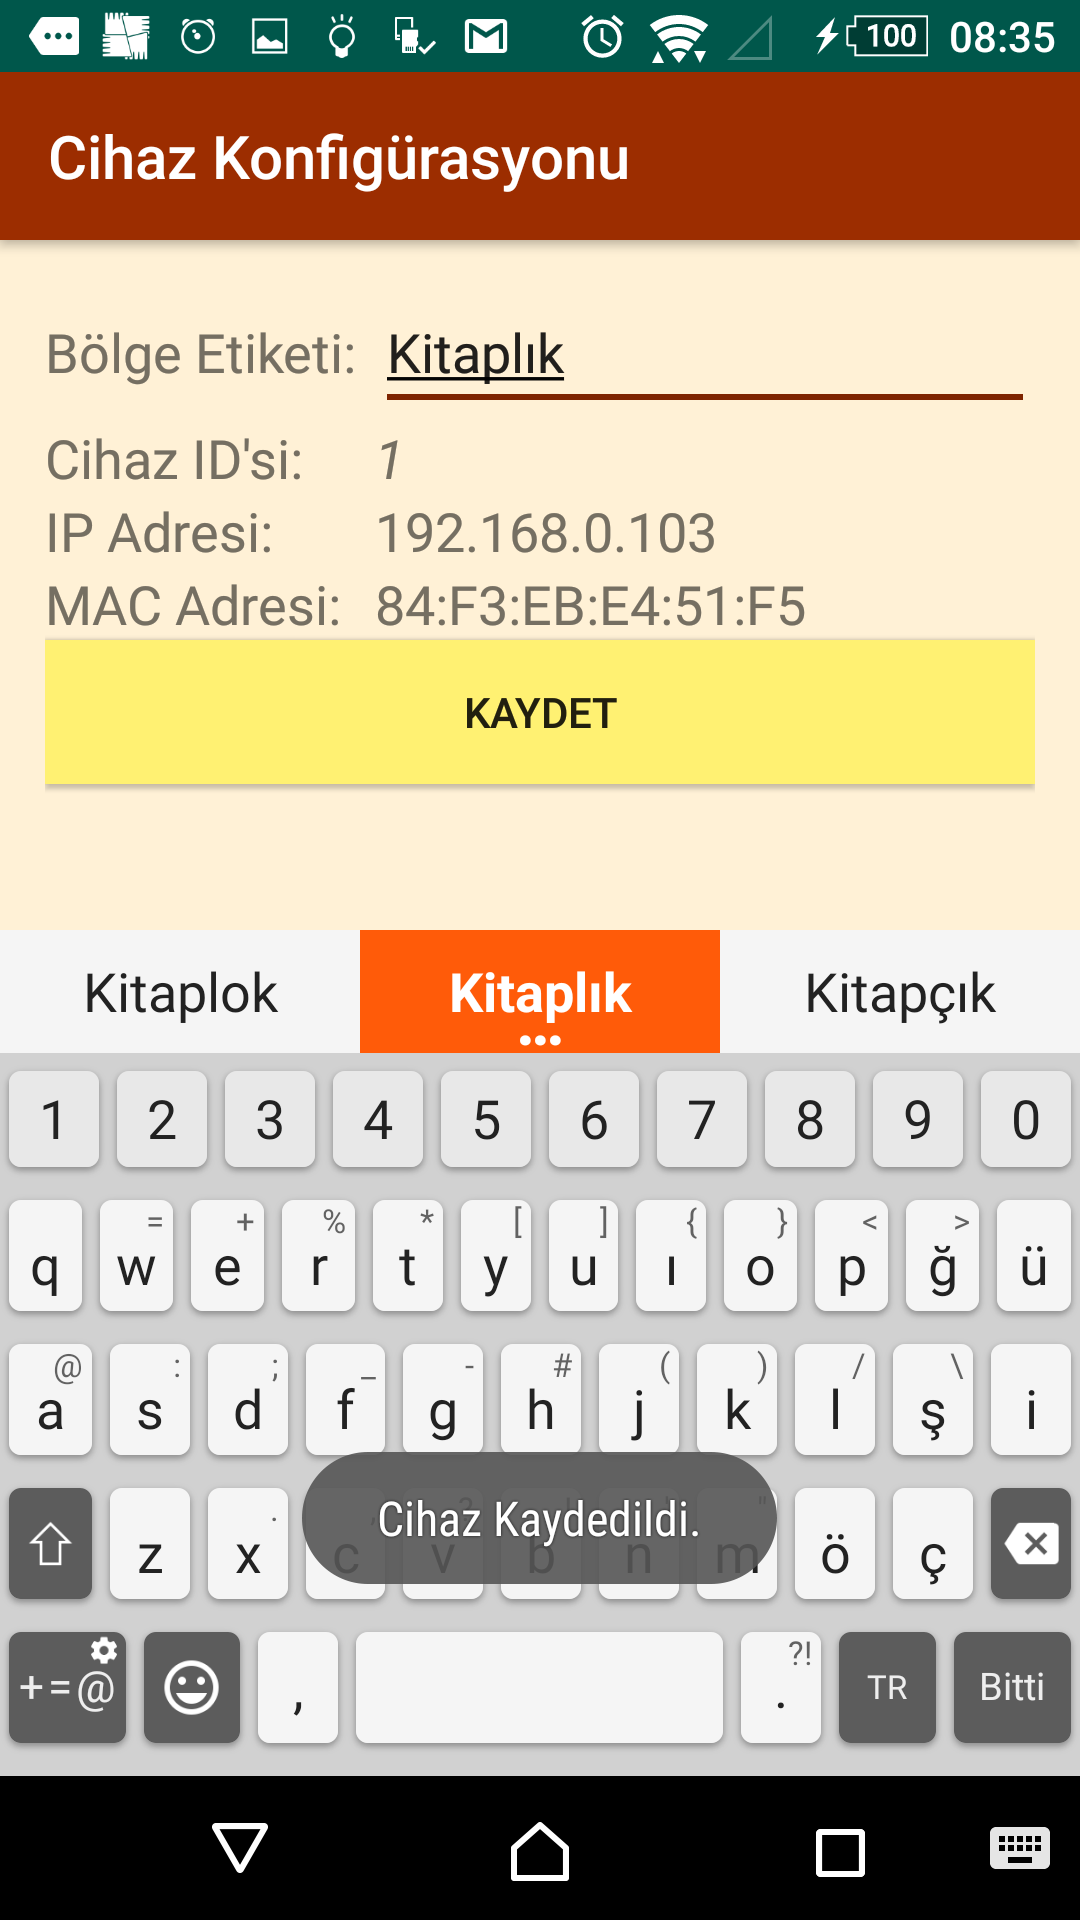 100 08:35
Cihaz Konfigürasyonu
Bölge Etiketi: Kitaplık
Cihaz ID'si: 1
IP Adresi: 192.168.0.103
MAC Adresi: 84:F3:EB:E4:51:F5
KAYDET
Kitaplok Kitaplık Kitapçık
1 2 3 4 5 6 7 8 9 0
= + % * [ ] { } < >
q w e r t y u ı o p ğ ü
@ : ; _ - # ( ) / \
a s d f g h j k l ş i
Cihaz Kaydedildi.
z x c v b n m ö ç
?!
+=@ , . TR Bitti